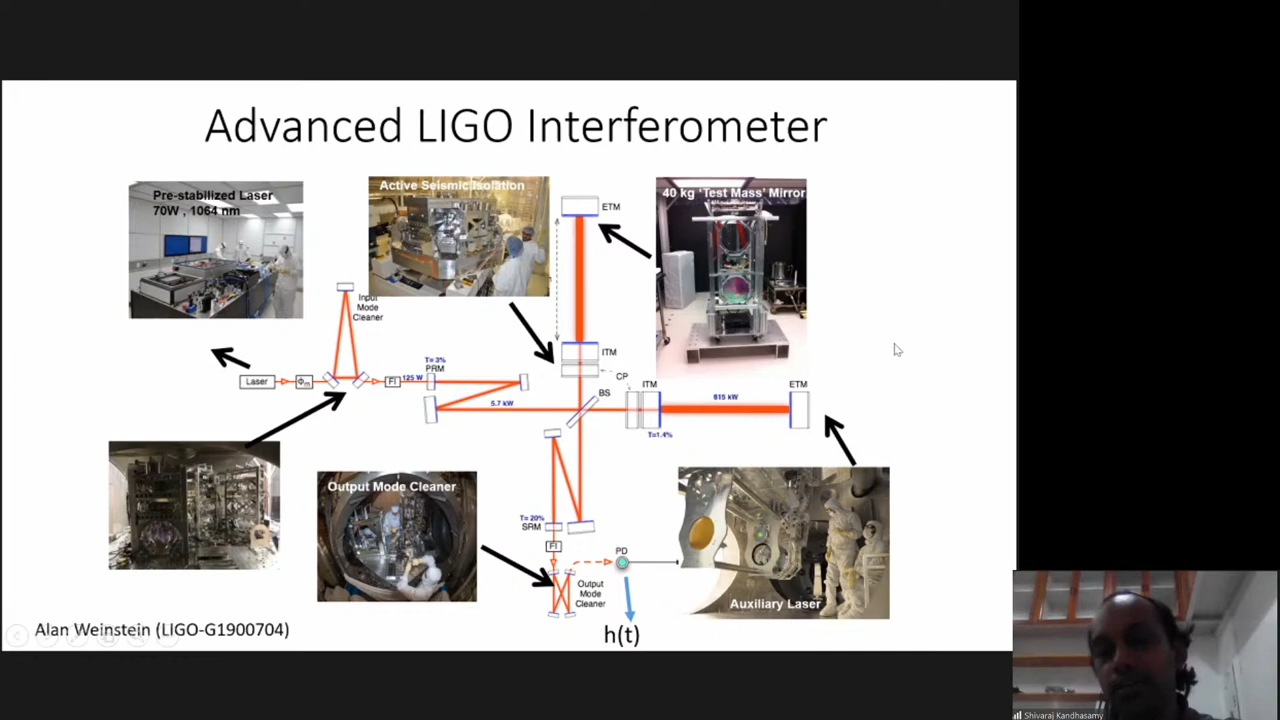 Advanced LIGO Interferometer
Pre-stabilized Laser
70W , 1064 nm
Active Seismic Isolation
40 kg 'Test Mass' Mirror
ETM
Input
Mode
Cleaner
ITM
T= 3%
PRM
CP
Laser
Φm
FI
125 W
ITM
ETM
BS
5.7 kW
815 kW
T=1.4%
Output Mode Cleaner
T= 20%
SRM
FI
PD
Output
Mode
Cleaner
Auxiliary Laser
Alan Weinstein (LIGO-G1900704)
h(t)
Shivaraj Kandhasamy